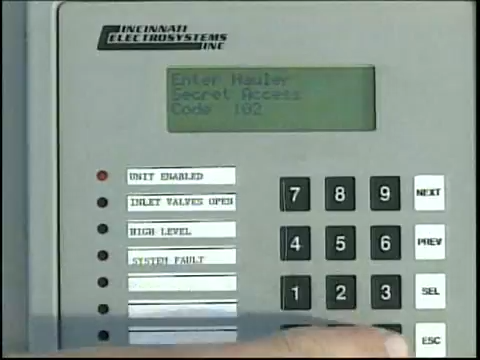 CINCINNATI
ELECTROSYSTEMS
INC
Enter Hauler
Secret Access
Code 102
UNIT ENABLED
INLET VALVES OPEN
HIGH LEVEL
SYSTEM FAULT
7 8 9 NEXT
4 5 6 PREV
1 2 3 SEL
ESC